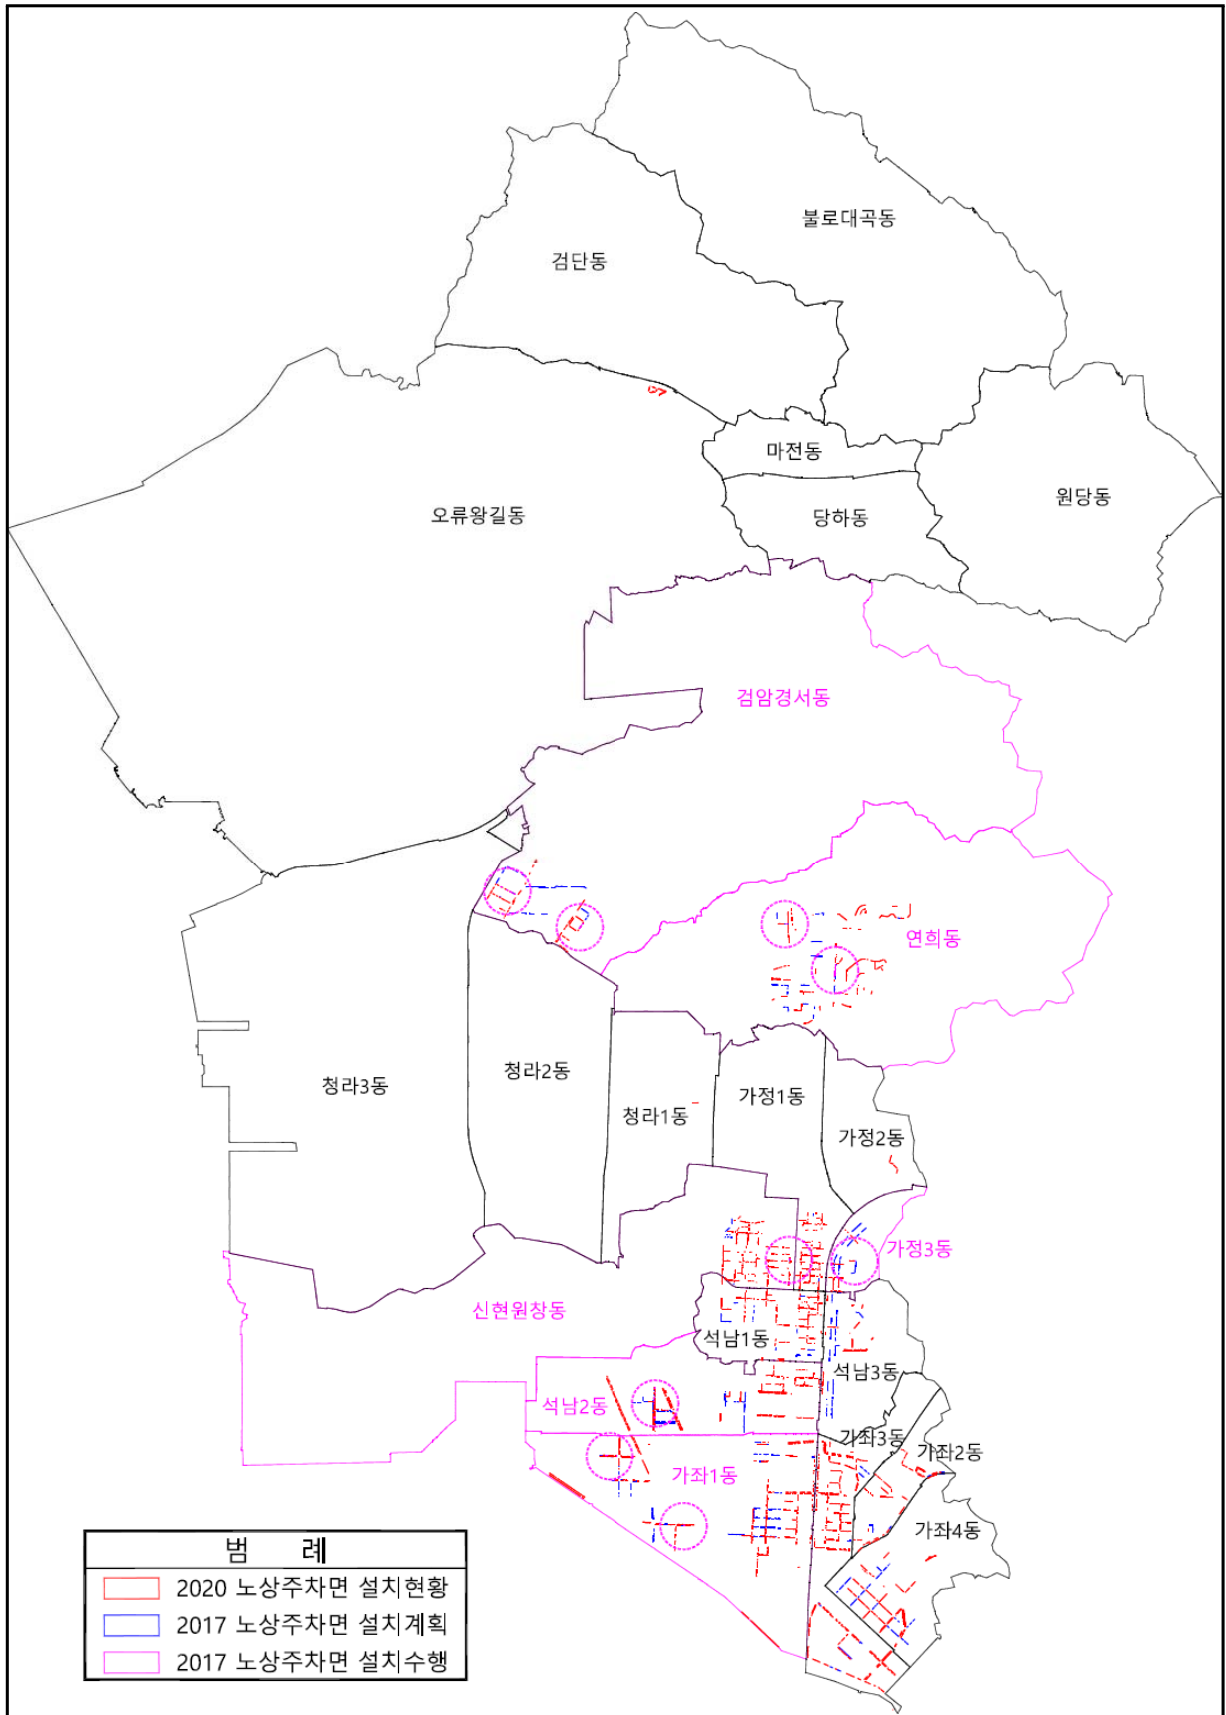 불로대곡동
검단동
마전동
원당동
오류왕길동
당하동
검암경서동
연희동
청라2동
청라3동
가정1동
청라1동
가정2동
가정3동
신현원창동
석남1동
석남3동
석남2동
가좌3동
가좌2동
가좌1동
가좌4동
범 례
2020 노상주차면 설치현황
2017 노상주차면 설치계획
2017 노상주차면 설치수행